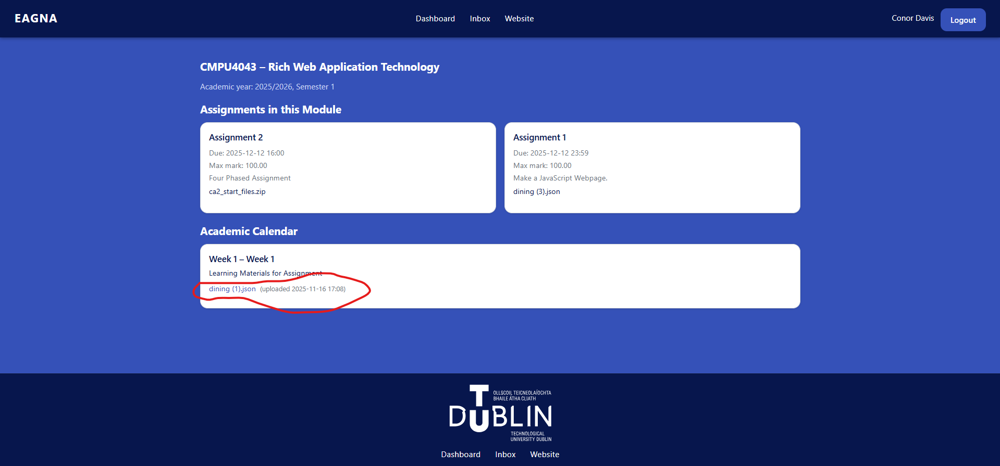 EAGNA
Dashboard
Inbox
Website
Conor Davis
Logout
CMPU4043 – Rich Web Application Technology
Academic year: 2025/2026, Semester 1
Assignments in this Module
Assignment 2
Due: 2025-12-12 16:00
Max mark: 100.00
Four Phased Assignment
ca2_start_files.zip
Assignment 1
Due: 2025-12-12 23:59
Max mark: 100.00
Make a JavaScript Webpage.
dining (3).json
Academic Calendar
Week 1 – Week 1
Learning Materials for Assignment
dining (1).json (uploaded 2025-11-16 17:08)
OLLSCOIL TEICNEOLAÍOCHTA
BHAILE ÁTHA CLIATH
TU DUBLIN
TECHNOLOGICAL
UNIVERSITY DUBLIN
Dashboard
Inbox
Website